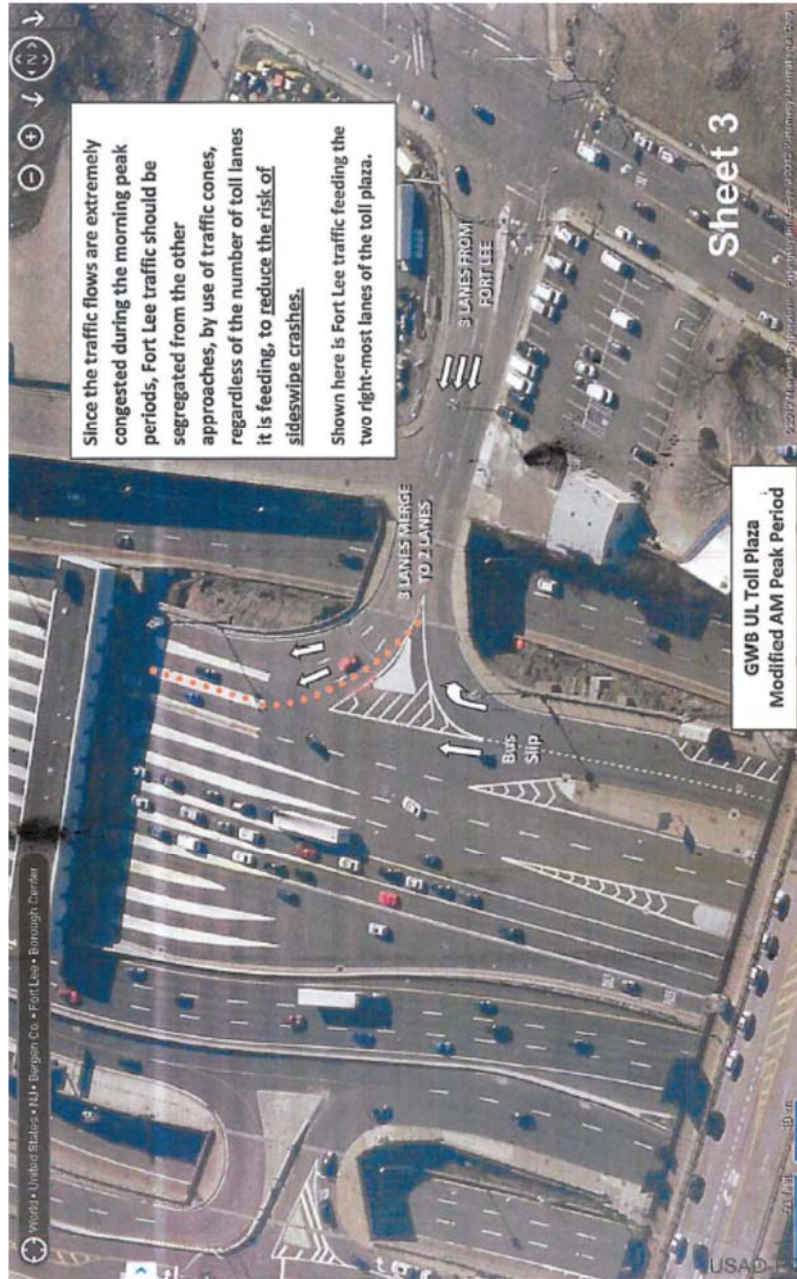 World • United States • NJ • Bergen Co. • Fort Lee • Borough Center
N
Since the traffic flows are extremely
congested during the morning peak
periods, Fort Lee traffic should be
segregated from the other
approaches, by use of traffic cones,
regardless of the number of toll lanes
it is feeding, to reduce the risk of
sideswipe crashes.
Shown here is Fort Lee traffic feeding the
two right-most lanes of the toll plaza.
3 LANES MERGE
TO 2 LANES
3 LANES FROM
FORT LEE
Bus
Slip
GWB UL Toll Plaza
Modified AM Peak Period
Sheet 3
USAO